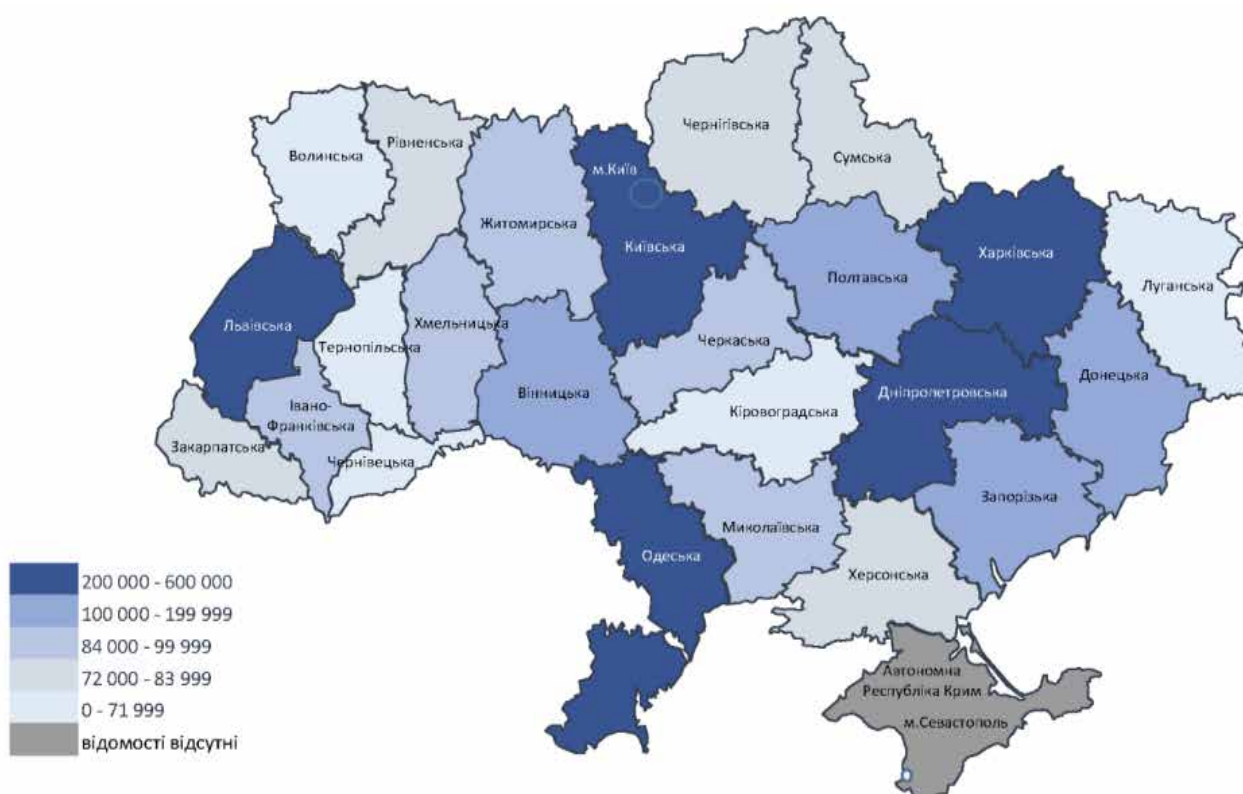 Чернігівська
Сумська
Рівненська
Волинська
м.Київ
Житомирська
Київська
Харківська
Полтавська
Луганська
Львівська
Хмельницька
Тернопільська
Черкаська
Донецька
Вінницька
Дніпропетровська
Івано-
Франківська
Кіровоградська
Закарпатська
Чернівецька
Запорізька
Миколаївська
Одеська
Херсонська
200 000 - 600 000
100 000 - 199 999
84 000 - 99 999
72 000 - 83 999
0 - 71 999
відомості відсутні
Автономна
Республіка Крим
м.Севастополь